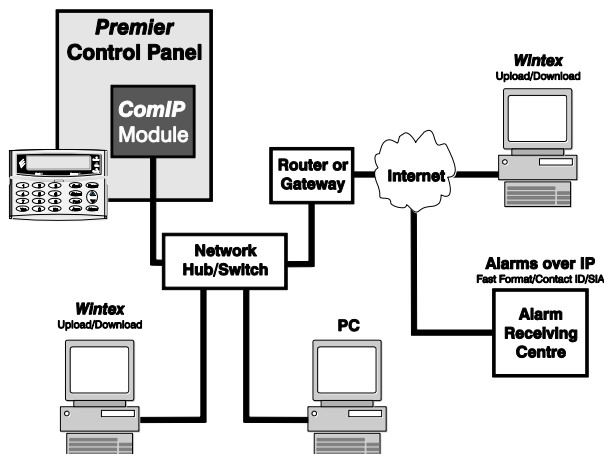 Premier
Control Panel
ComIP
Module
Wintex
Upload/Download
Router or
Gateway
Internet
Network
Hub/Switch
Alarms over IP
Fast Format/Contact ID/SIA
Alarm
Receiving
Centre
Wintex
Upload/Download
PC